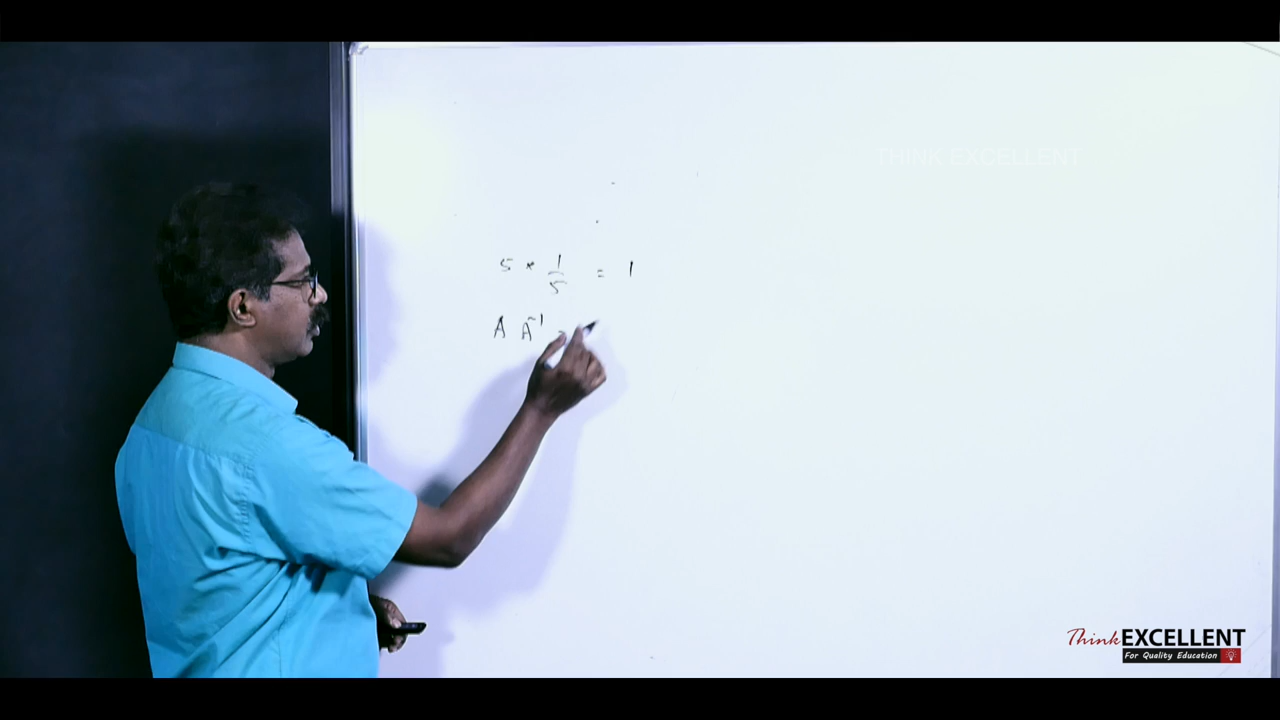 THINK EXCELLENT
5 * 1/5 = 1
A A⁻¹ =
Think EXCELLENT
For Quality Education